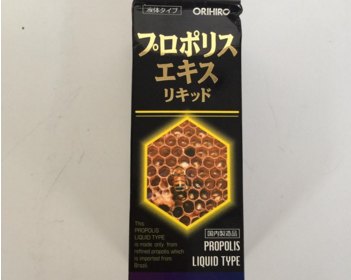 液体タイプ ORIHIRO
プロポリス
エキス
リキッド
This
PROPOLIS
LIQUID TYPE
is made only from
refined propolis which
is imported from
Brazil.
国内製造品
PROPOLIS
LIQUID TYPE